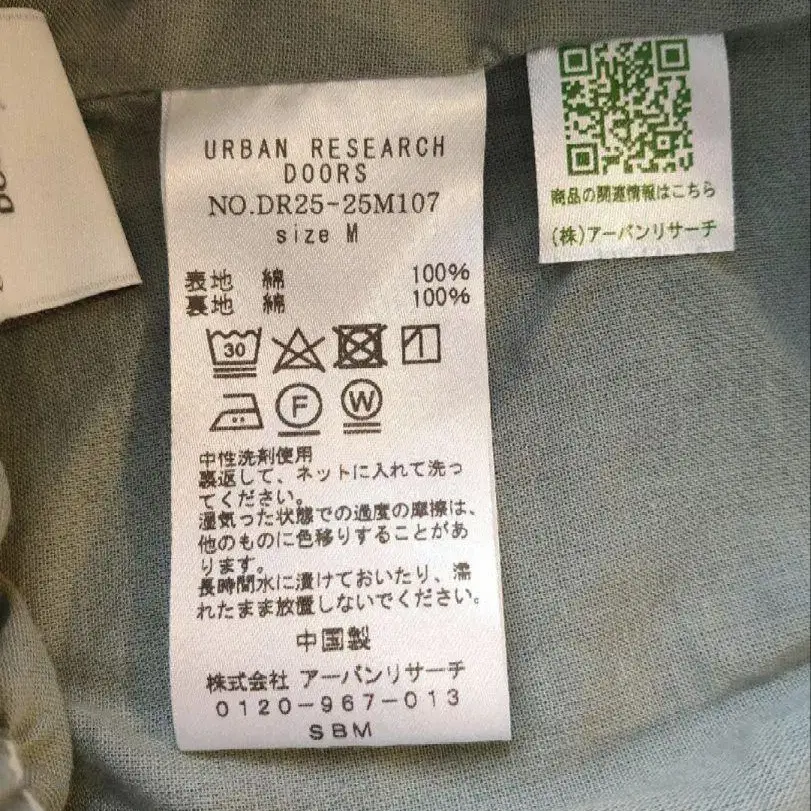 URBAN RESEARCH
DOORS
NO.DR25-25M107
size M
表地 綿 100%
裏地 綿 100%
30
F
W
中性洗剤使用
裏返して、ネットに入れて洗っ
てください。
湿気った状態での過度の摩擦は、
他のものに色移りすることがあ
ります。
長時間水に漬けておいたり、濡
れたまま放置しないでください。
中国製
株式会社 アーバンリサーチ
0120-967-013
SBM
商品の関連情報はこちら
(株)アーバンリサーチ